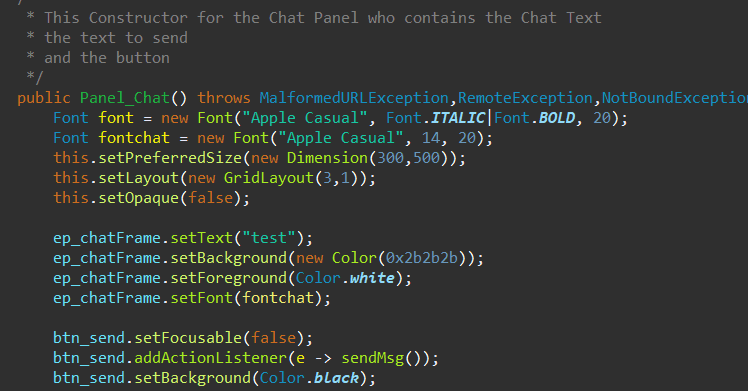 /
* This Constructor for the Chat Panel who contains the Chat Text
* the text to send
* and the button
*/
public Panel_Chat() throws MalformedURLException,RemoteException,NotBoundException
Font font = new Font("Apple Casual", Font.ITALIC|Font.BOLD, 20);
Font fontchat = new Font("Apple Casual", 14, 20);
this.setPreferredSize(new Dimension(300,500));
this.setLayout(new GridLayout(3,1));
this.setOpaque(false);
ep_chatFrame.setText("test");
ep_chatFrame.setBackground(new Color(0x2b2b2b));
ep_chatFrame.setForeground(Color.white);
ep_chatFrame.setFont(fontchat);
btn_send.setFocusable(false);
btn_send.addActionListener(e -> sendMsg());
btn_send.setBackground(Color.black);